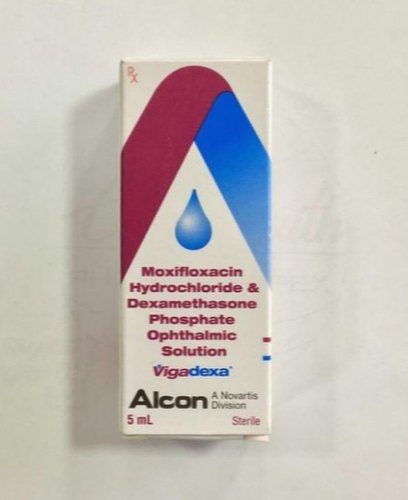 Rx
Moxifloxacin
Hydrochloride &
Dexamethasone
Phosphate
Ophthalmic
Solution
Vigadexa®
Alcon A Novartis
Division
5 mL Sterile